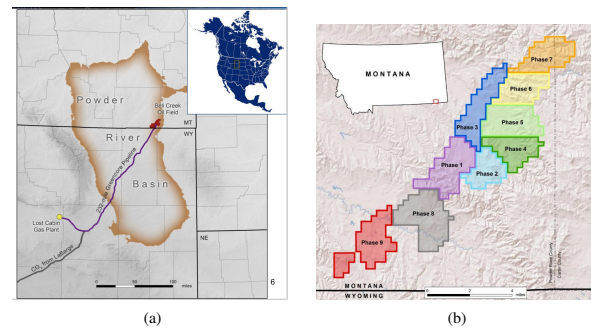 Powder
River
Basin
Bell Creek
Oil Field
MT
WY
232-mile Greencore Pipeline
Lost Cabin
Gas Plant
CO₂ from LaBarge
NE
0
50
100
miles
6
(a)
MONTANA
Phase 7
Phase 6
Phase 5
Phase 3
Phase 4
Phase 1
Phase 2
Phase 8
Phase 9
Powder River County
Carter County
MONTANA
WYOMING
0
2
4
miles
(b)